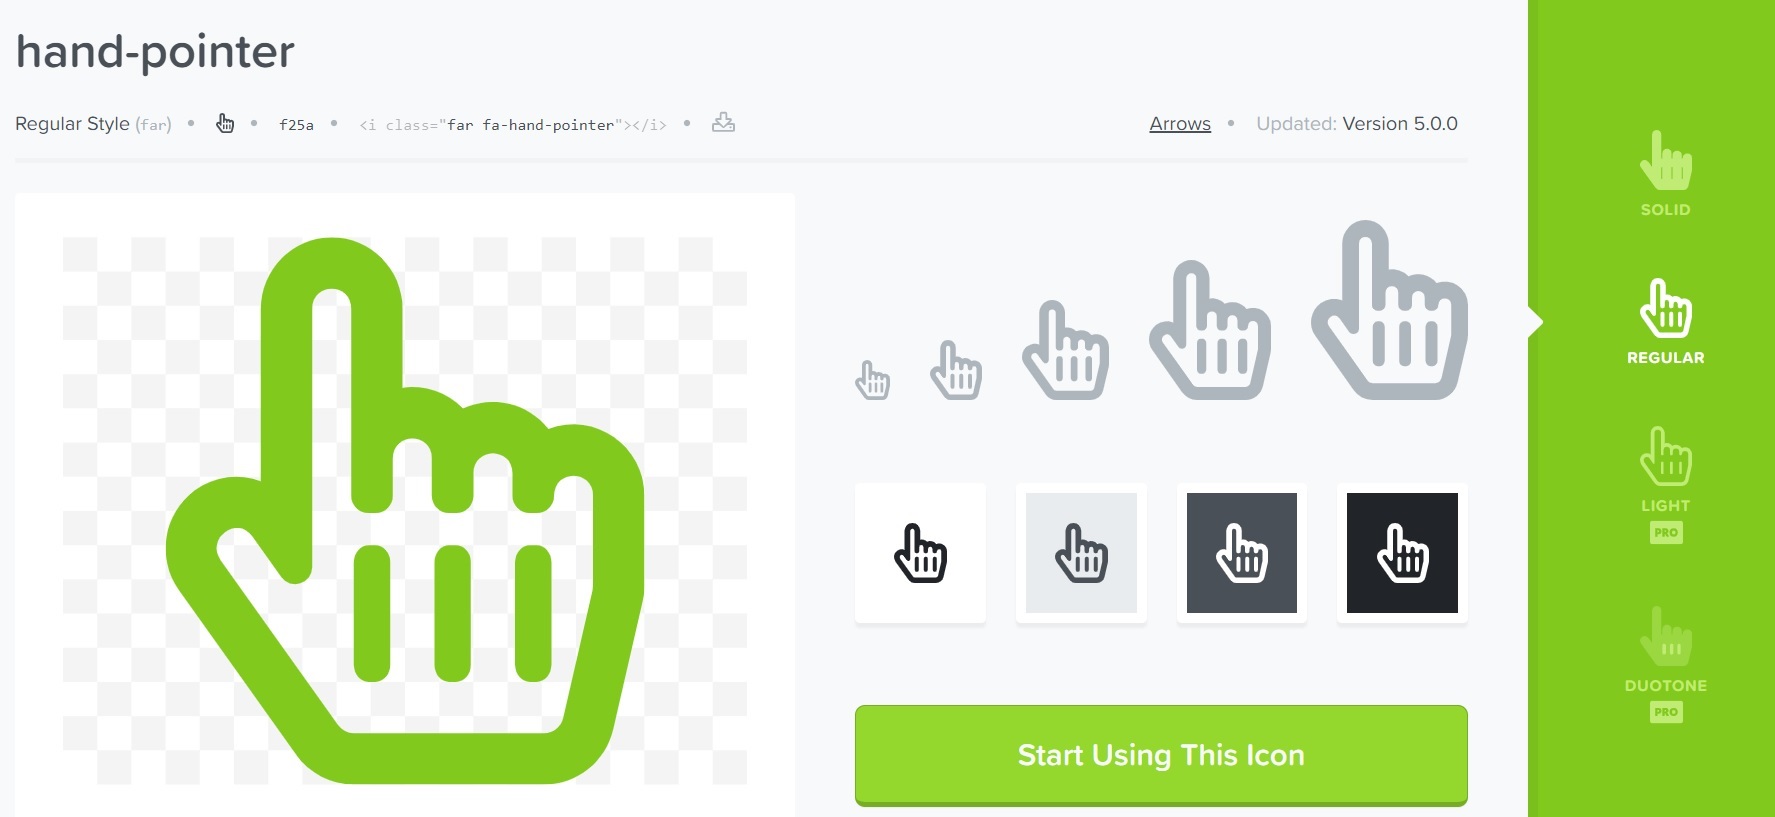 hand-pointer
Regular Style (far) • • f25a • <i class="far fa-hand-pointer"></i> • Arrows • Updated: Version 5.0.0
SOLID
REGULAR
LIGHT
PRO
DUOTONE
PRO
Start Using This Icon